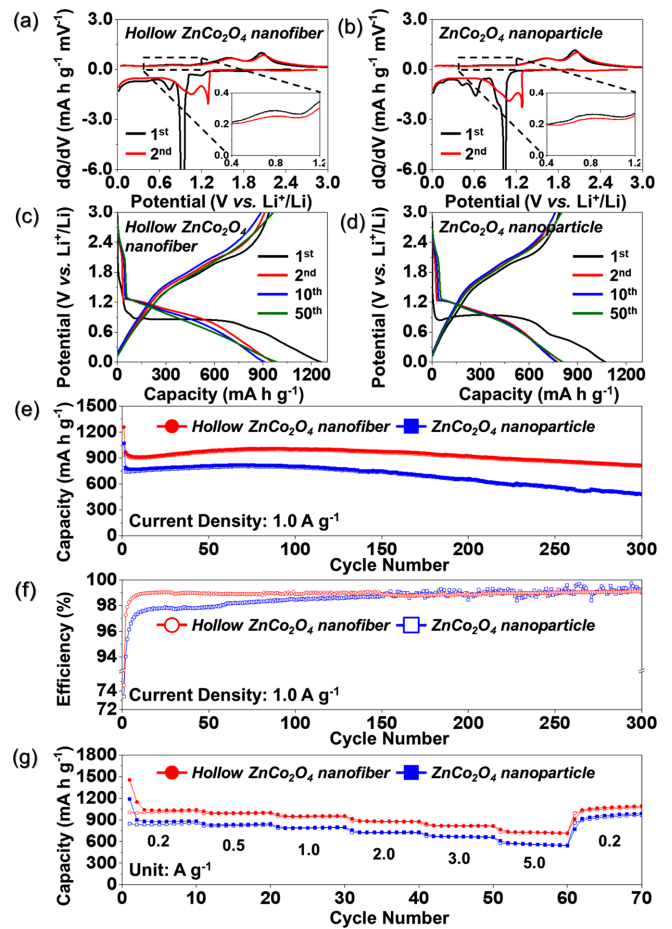 (a)
Hollow ZnCo2O4
nanofiber
dQ/dV (mA h g-1 mV-1)
3.0
0.0
-3.0
-6.0
0.4
0.2
0.0
0.4 0.8 1.2
1st
2nd
0.0 0.6 1.2 1.8 2.4 3.0
Potential (V vs. Li+/Li)
(b)
ZnCo2O4 nanoparticle
dQ/dV (mA h g-1 mV-1)
3.0
0.0
-3.0
-6.0
0.4
0.2
0.0
0.4 0.8 1.2
1st
2nd
0.0 0.6 1.2 1.8 2.4 3.0
Potential (V vs. Li+/Li)
(c)
Hollow ZnCo2O4
nanofiber
Potential (V vs. Li+/Li)
3.0
2.4
1.8
1.2
0.6
0.0
1st
2nd
10th
50th
0 300 600 900 1200
Capacity (mA h g-1)
(d)
ZnCo2O4 nanoparticle
Potential (V vs. Li+/Li)
3.0
2.4
1.8
1.2
0.6
0.0
1st
2nd
10th
50th
0 300 600 900 1200
Capacity (mA h g-1)
(e)
Capacity (mA h g-1)
1500
1200
900
600
300
0
Hollow ZnCo2O4 nanofiber ZnCo2O4 nanoparticle
Current Density: 1.0 A g-1
0 50 100 150 200 250 300
Cycle Number
(f)
Efficiency (%)
100
98
96
94
74
72
Hollow ZnCo2O4 nanofiber ZnCo2O4 nanoparticle
Current Density: 1.0 A g-1
0 50 100 150 200 250 300
Cycle Number
(g)
Capacity (mA h g-1)
1800
1500
1200
900
600
300
0
Hollow ZnCo2O4 nanofiber ZnCo2O4 nanoparticle
0.2 0.5 1.0 2.0 3.0 5.0 0.2
Unit: A g-1
0 10 20 30 40 50 60 70
Cycle Number